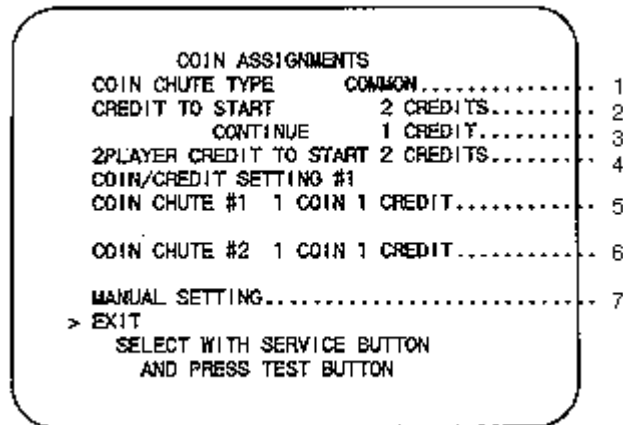 COIN ASSIGNMENTS
COIN CHUTE TYPE COMMON............... 1
CREDIT TO START 2 CREDITS......... 2
CONTINUE 1 CREDIT.......... 3
2PLAYER CREDIT TO START 2 CREDITS......... 4
COIN/CREDIT SETTING #1
COIN CHUTE #1 1 COIN 1 CREDIT............ 5
COIN CHUTE #2 1 COIN 1 CREDIT............ 6
MANUAL SETTING............................ 7
> EXIT
SELECT WITH SERVICE BUTTON
AND PRESS TEST BUTTON